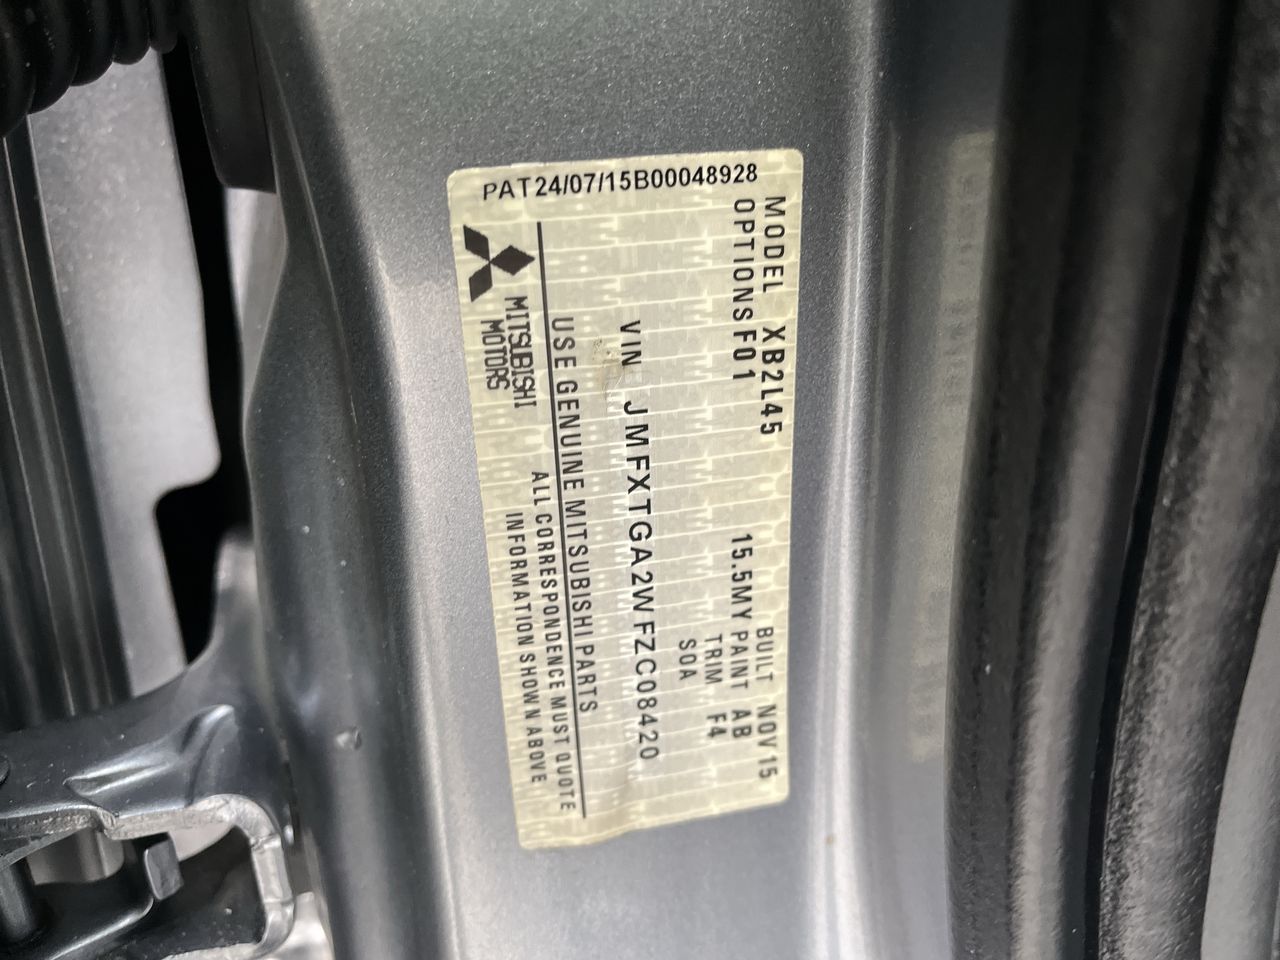 PAT24/07/15B00048928
MODEL XB2L45 BUILT NOV 15
OPTIONS F01 15.5MY PAINT AB
TRIM F4
SOA
VIN JMFXTGA2WFZC08420
USE GENUINE MITSUBISHI PARTS
MITSUBISHI
MOTORS
ALL CORRESPONDENCE MUST QUOTE
INFORMATION SHOWN ABOVE